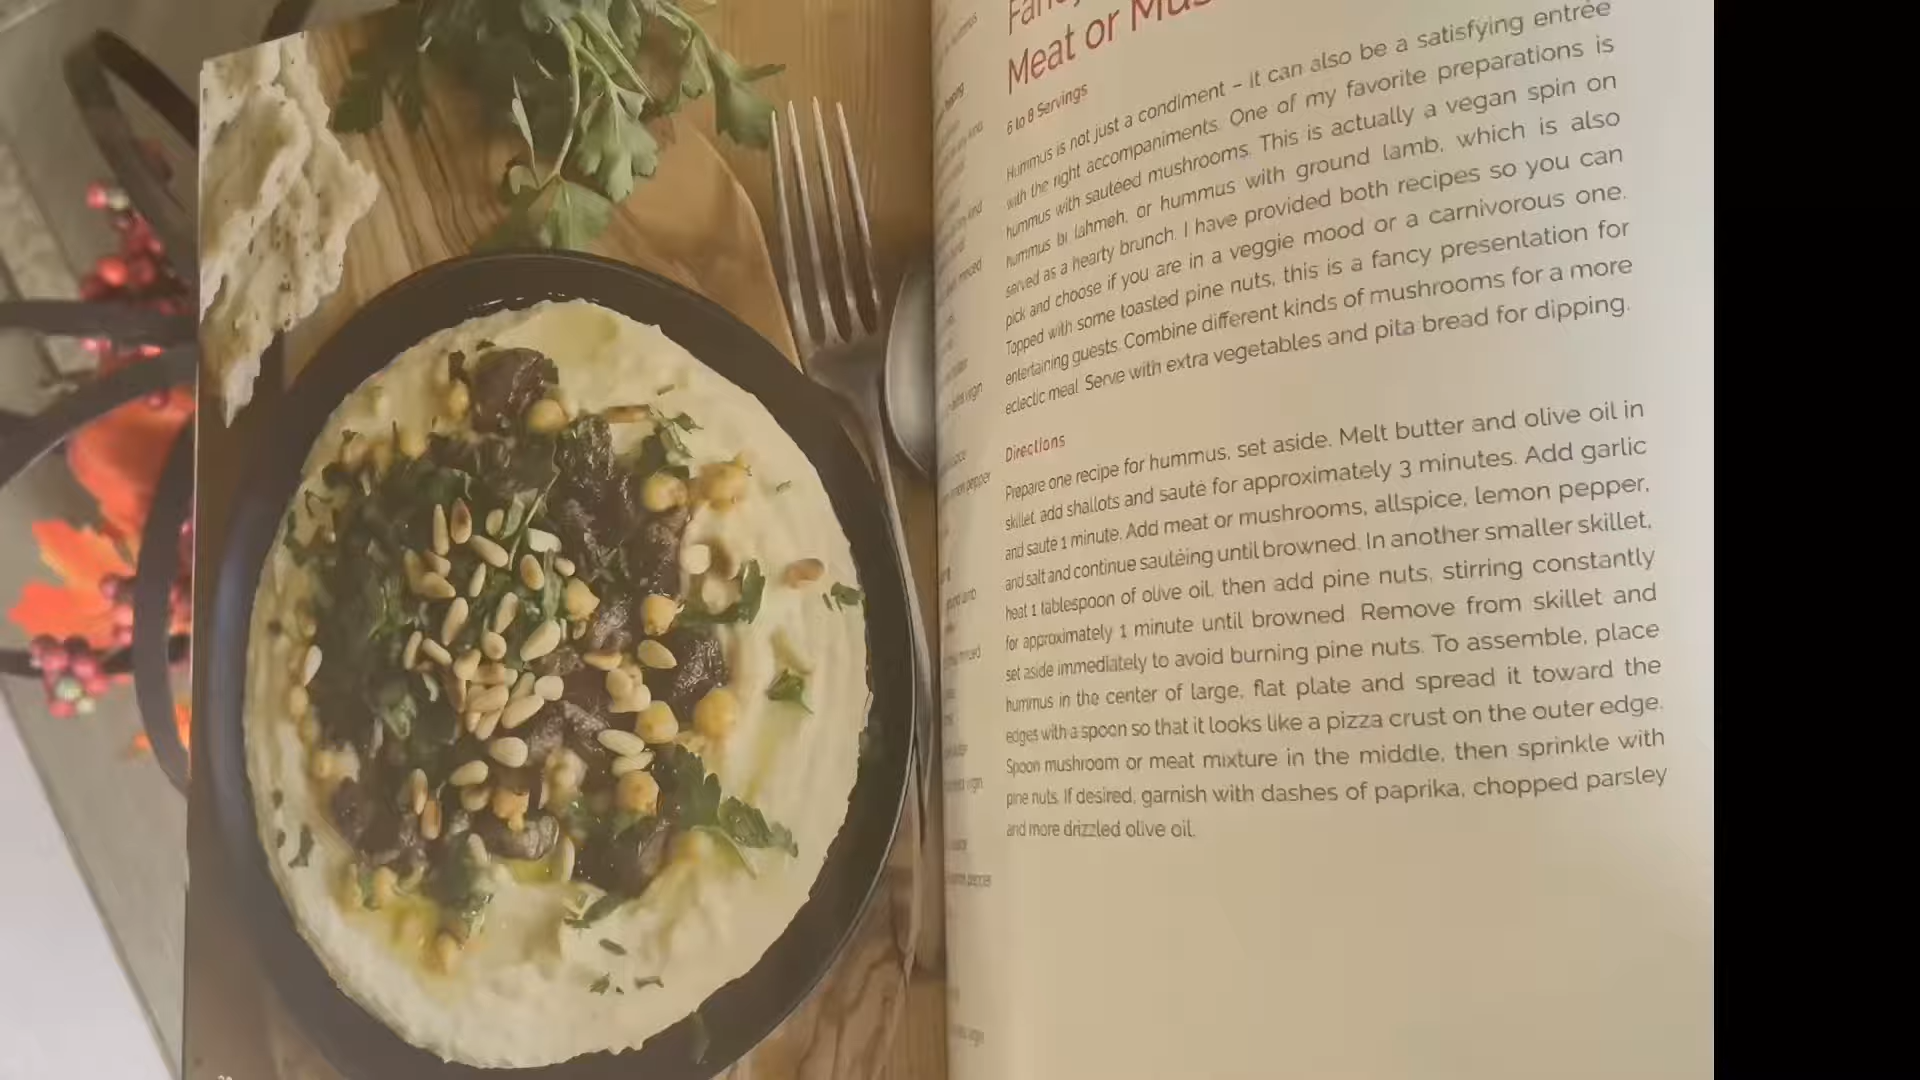 Meat or
6 to 8 Servings
Hummus is not just a condiment – it can also be a satisfying entrée
with the right accompaniments. One of my favorite preparations is
hummus with sauteed mushrooms. This is actually a vegan spin on
hummus bi lahmeh, or hummus with ground lamb, which is also
served as a hearty brunch. I have provided both recipes so you can
pick and choose if you are in a veggie mood or a carnivorous one.
Topped with some toasted pine nuts, this is a fancy presentation for
entertaining guests. Combine different kinds of mushrooms for a more
eclectic meal. Serve with extra vegetables and pita bread for dipping.
Directions
Prepare one recipe for hummus, set aside. Melt butter and olive oil in
skillet, add shallots and sauté for approximately 3 minutes. Add garlic
and sauté 1 minute. Add meat or mushrooms, allspice, lemon pepper,
and salt and continue sautéing until browned. In another smaller skillet,
heat 1 tablespoon of olive oil, then add pine nuts, stirring constantly
for approximately 1 minute until browned. Remove from skillet and
set aside immediately to avoid burning pine nuts. To assemble, place
hummus in the center of large, flat plate and spread it toward the
edges with a spoon so that it looks like a pizza crust on the outer edge.
Spoon mushroom or meat mixture in the middle, then sprinkle with
pine nuts. If desired, garnish with dashes of paprika, chopped parsley
and more drizzled olive oil.